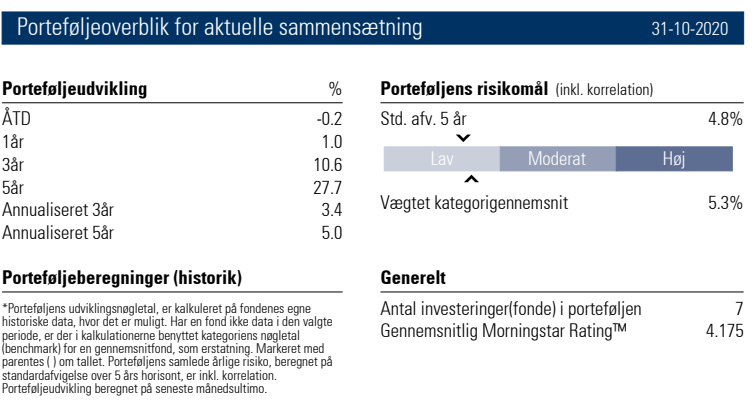 Porteføljeoverblik for aktuelle sammensætning 31-10-2020
Porteføljeudvikling %
ÅTD -0.2
1år 1.0
3år 10.6
5år 27.7
Annualiseret 3år 3.4
Annualiseret 5år 5.0
Porteføljens risikomål (inkl. korrelation)
Std. afv. 5 år 4.8%
Lav Moderat Høj
Vægtet kategorigennemsnit 5.3%
Porteføljeberegninger (historik)
*Porteføljens udviklingsnøgletal, er kalkuleret på fondenes egne
historiske data, hvor det er muligt. Har en fond ikke data i den valgte
periode, er der i kalkulationerne benyttet kategoriens nøgletal
(benchmark) for en gennemsnitfond, som erstatning. Markeret med
parentes ( ) om tallet. Porteføljens samlede årlige risiko, beregnet på
standardafvigelse over 5 års horisont, er inkl. korrelation.
Porteføljeudvikling beregnet på seneste månedsultimo.
Generelt
Antal investeringer(fonde) i porteføljen 7
Gennemsnitlig Morningstar Rating™ 4.175